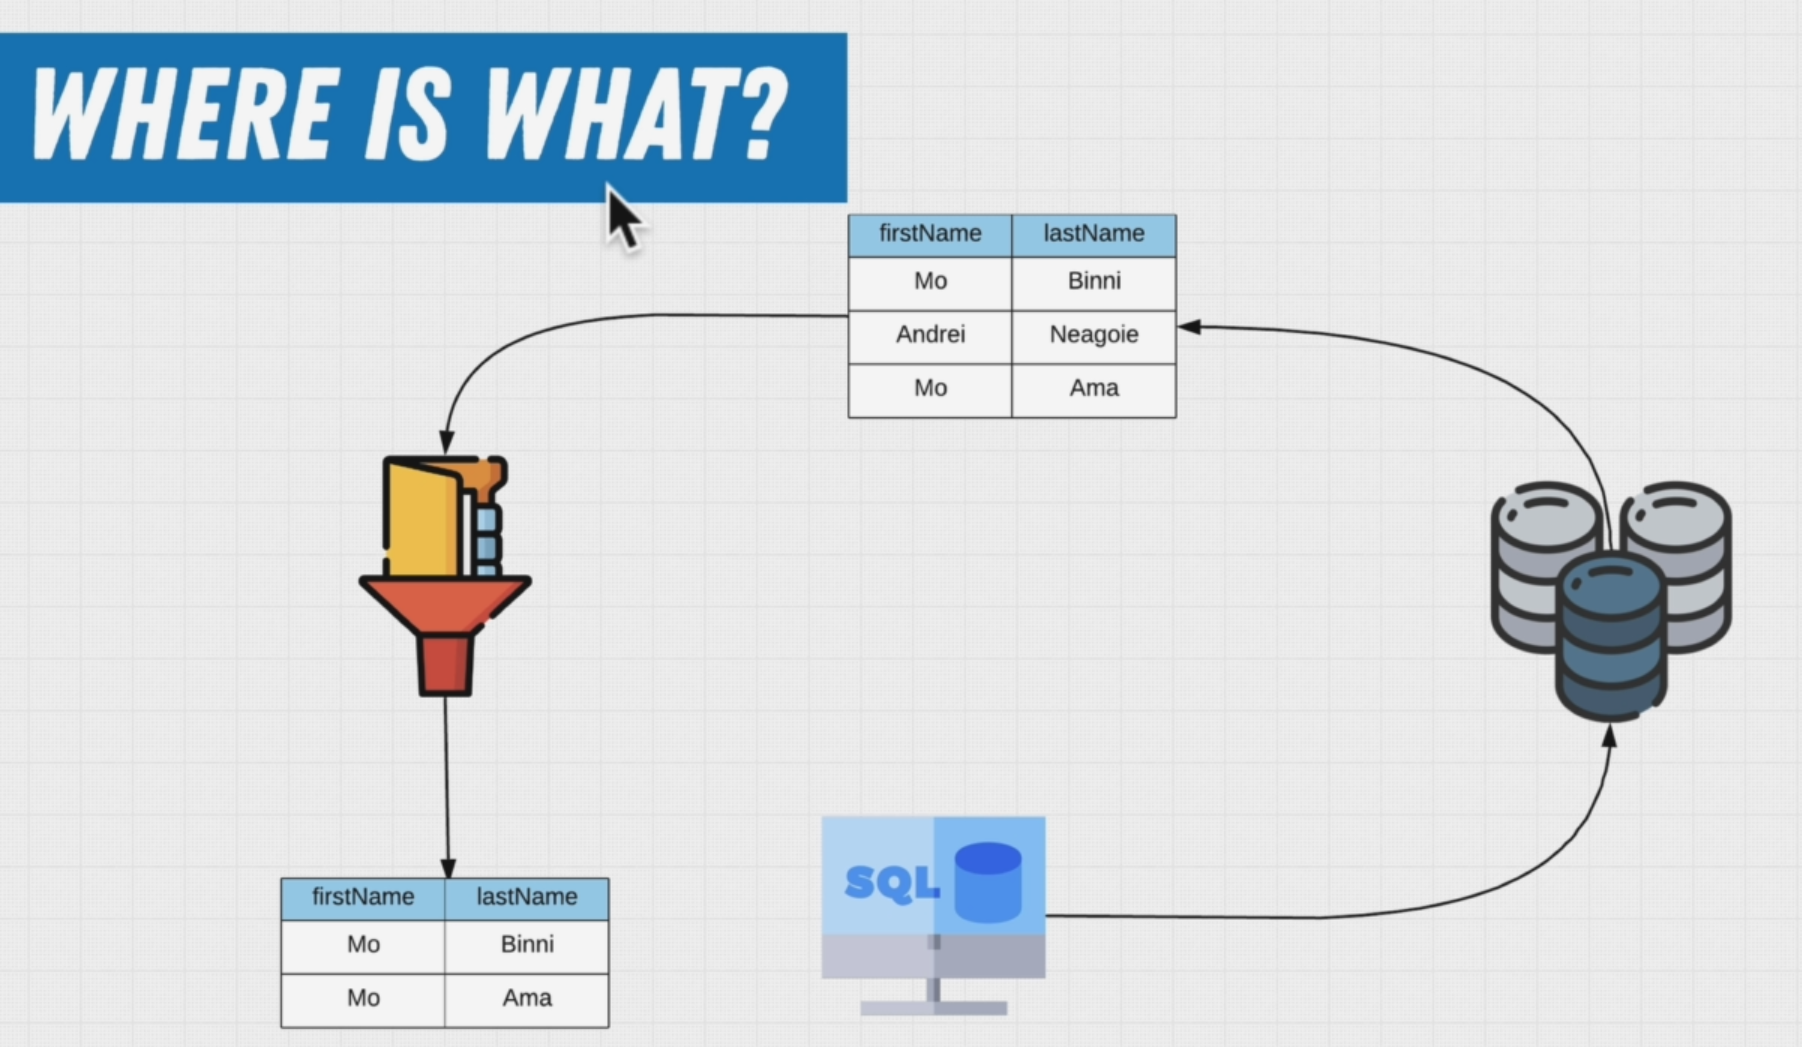 WHERE IS WHAT?
firstName lastName
Mo Binni
Andrei Neagoie
Mo Ama
SQL
firstName lastName
Mo Binni
Mo Ama